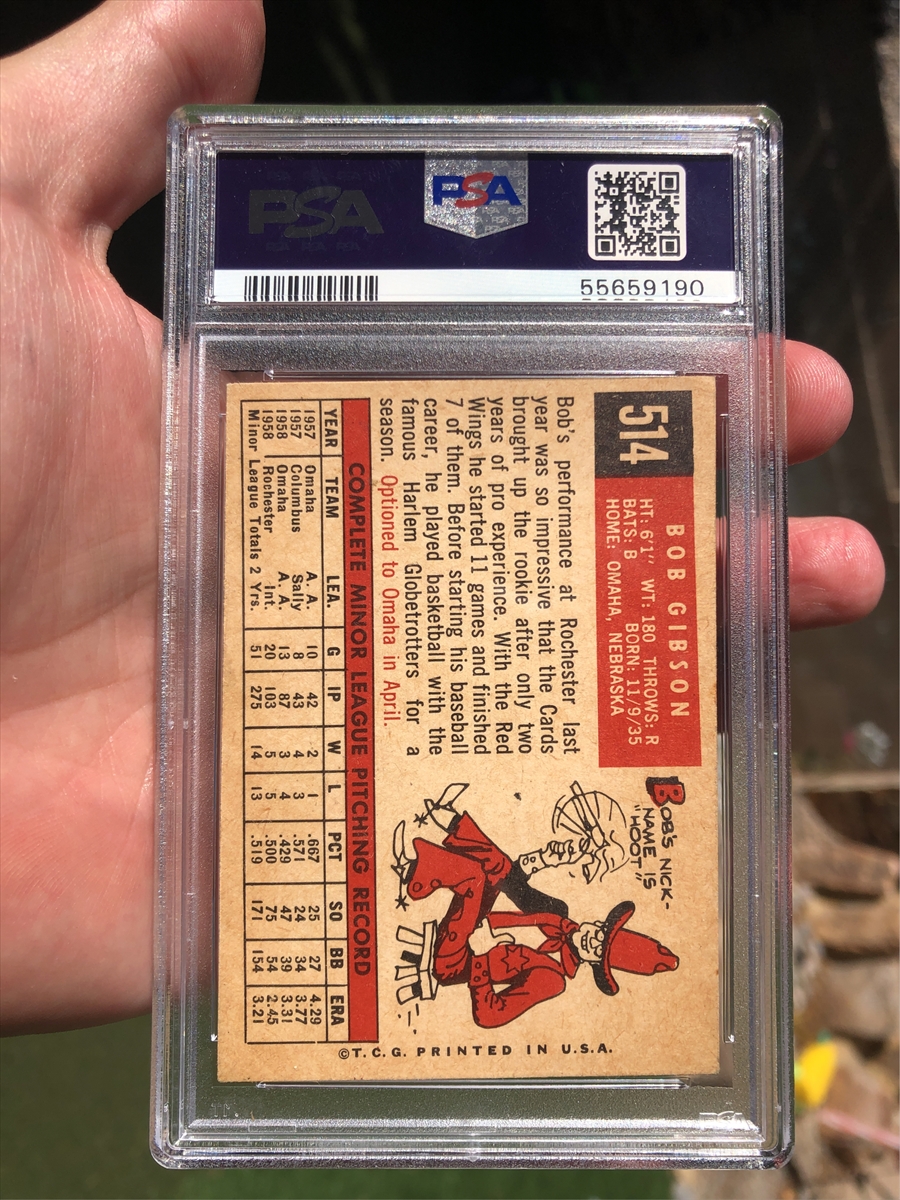 PSA
PSA
55659190
514
BOB GIBSON
HT: 6'1" WT: 180 THROWS: R
BATS: B BORN: 11/9/35
HOME: OMAHA, NEBRASKA
Bob's performance at Rochester last
year was so impressive that the Cards
brought up the rookie after only two
years of pro experience. With the Red
Wings he started 11 games and finished
7 of them. Before starting his baseball
career, he played basketball with the
famous Harlem Globetrotters for a
season. Optioned to Omaha in April.
BOB'S NICK-
NAME IS
"HOOT"
COMPLETE MINOR LEAGUE PITCHING RECORD
YEAR TEAM LEA. G IP W L PCT SO BB ERA
1957 Omaha A. A. 10 42 2 1 .667 25 27 4.29
1957 Columbus Sally 8 43 4 3 .571 24 34 3.77
1958 Omaha A. A. 13 87 3 4 .429 47 39 3.31
1958 Rochester Int. 20 103 5 5 .500 75 54 2.45
Minor League Totals 2 Yrs. 51 275 14 13 .519 171 154 3.21
©T.C.G. PRINTED IN U.S.A.
PSA